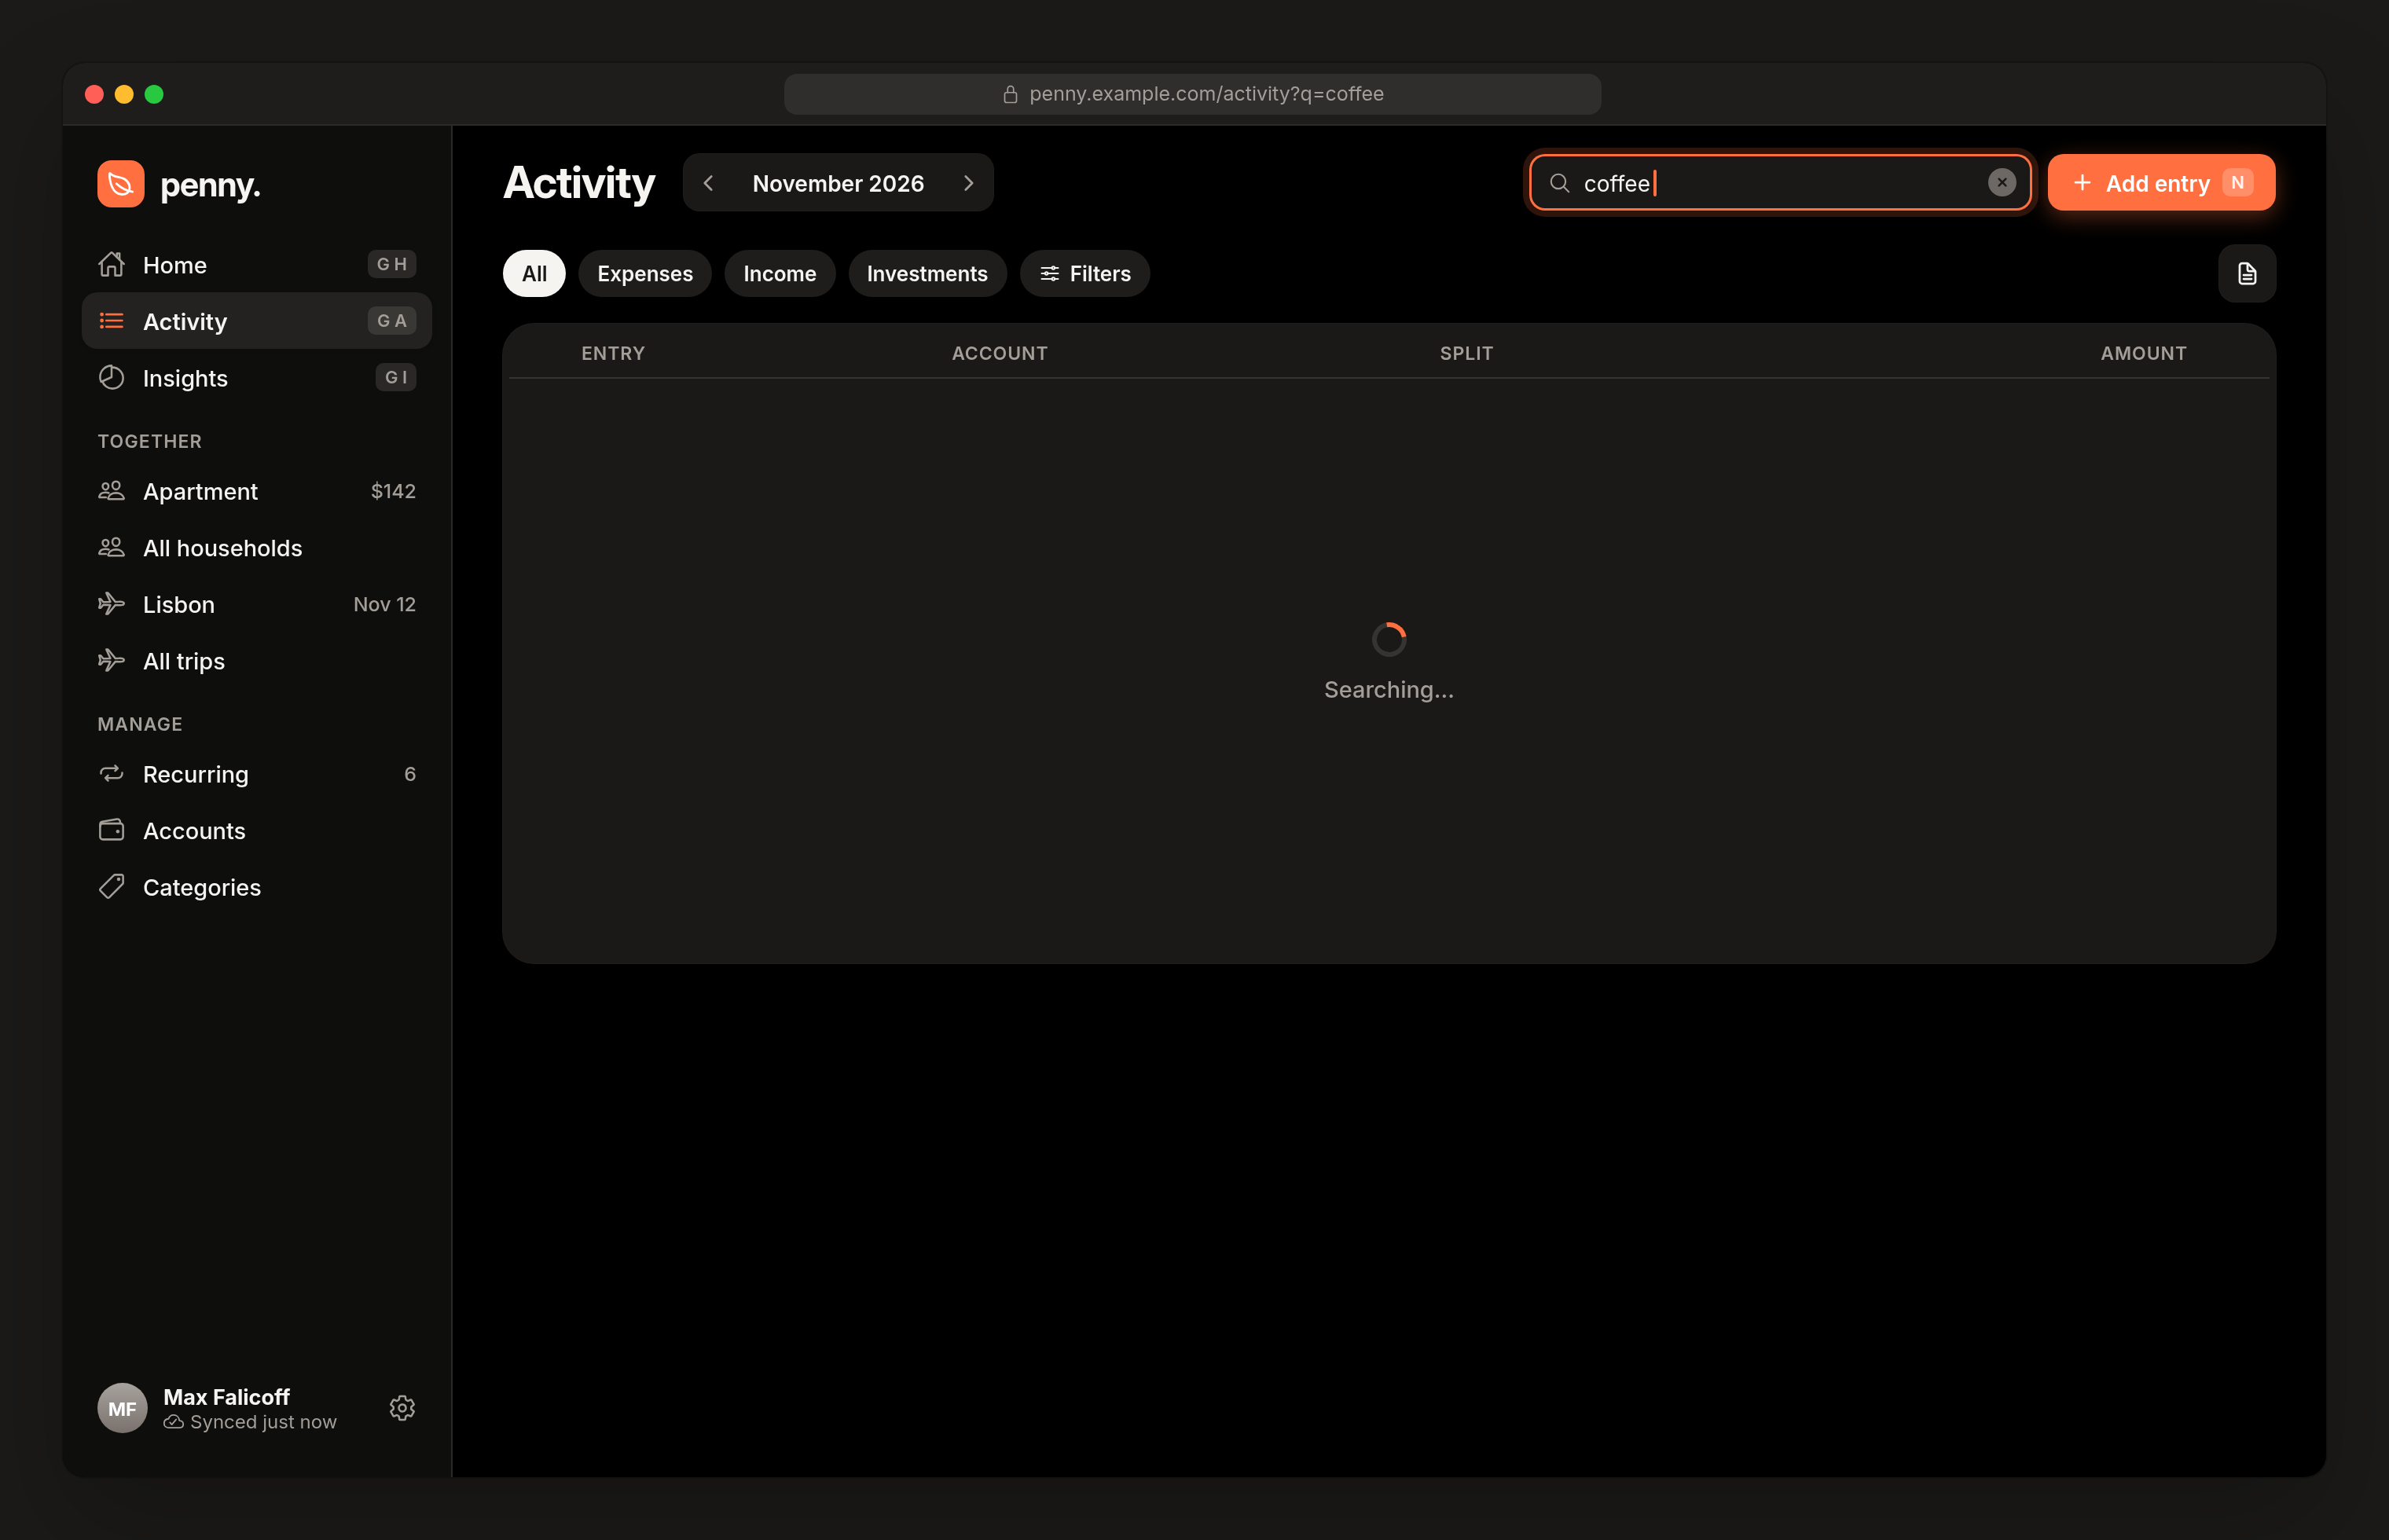 penny.example.com/activity?q=coffee
penny.
Home G H
Activity G A
Insights G I
TOGETHER
Apartment $142
All households
Lisbon Nov 12
All trips
MANAGE
Recurring 6
Accounts
Categories
MF
Max Falicoff
Synced just now
Activity
November 2026
coffee
Add entry N
All Expenses Income Investments Filters
ENTRY ACCOUNT SPLIT AMOUNT
Searching...